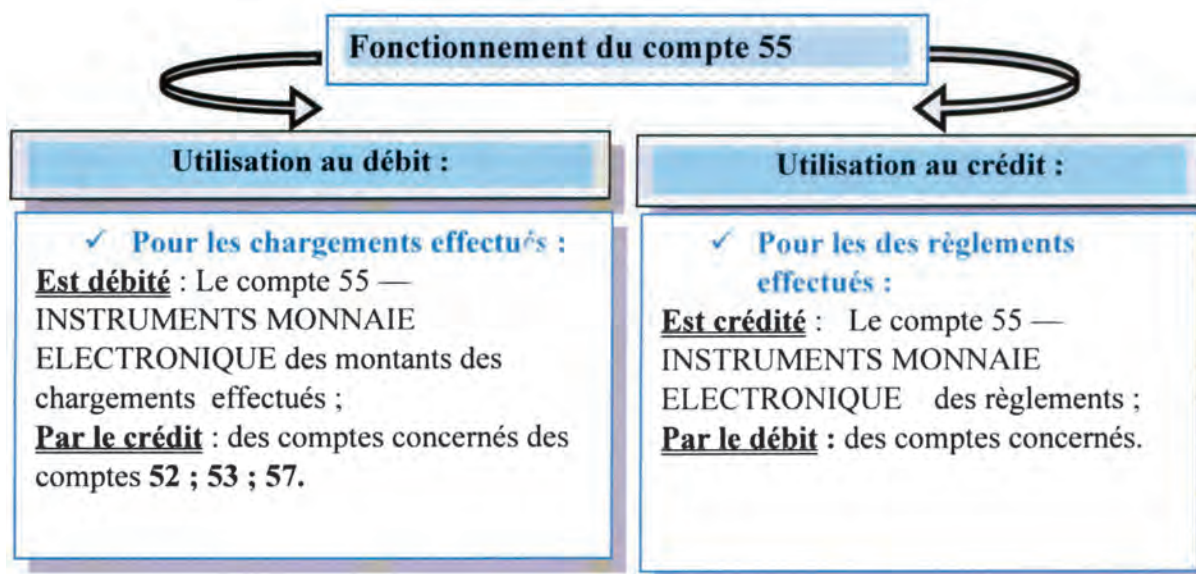 Fonctionnement du compte 55
Utilisation au débit :
✓ Pour les chargements effectués :
Est débité : Le compte 55 —
INSTRUMENTS MONNAIE
ELECTRONIQUE des montants des
chargements effectués ;
Par le crédit : des comptes concernés des
comptes 52 ; 53 ; 57.
Utilisation au crédit :
✓ Pour les des règlements
effectués :
Est crédité : Le compte 55 —
INSTRUMENTS MONNAIE
ELECTRONIQUE des règlements ;
Par le débit : des comptes concernés.